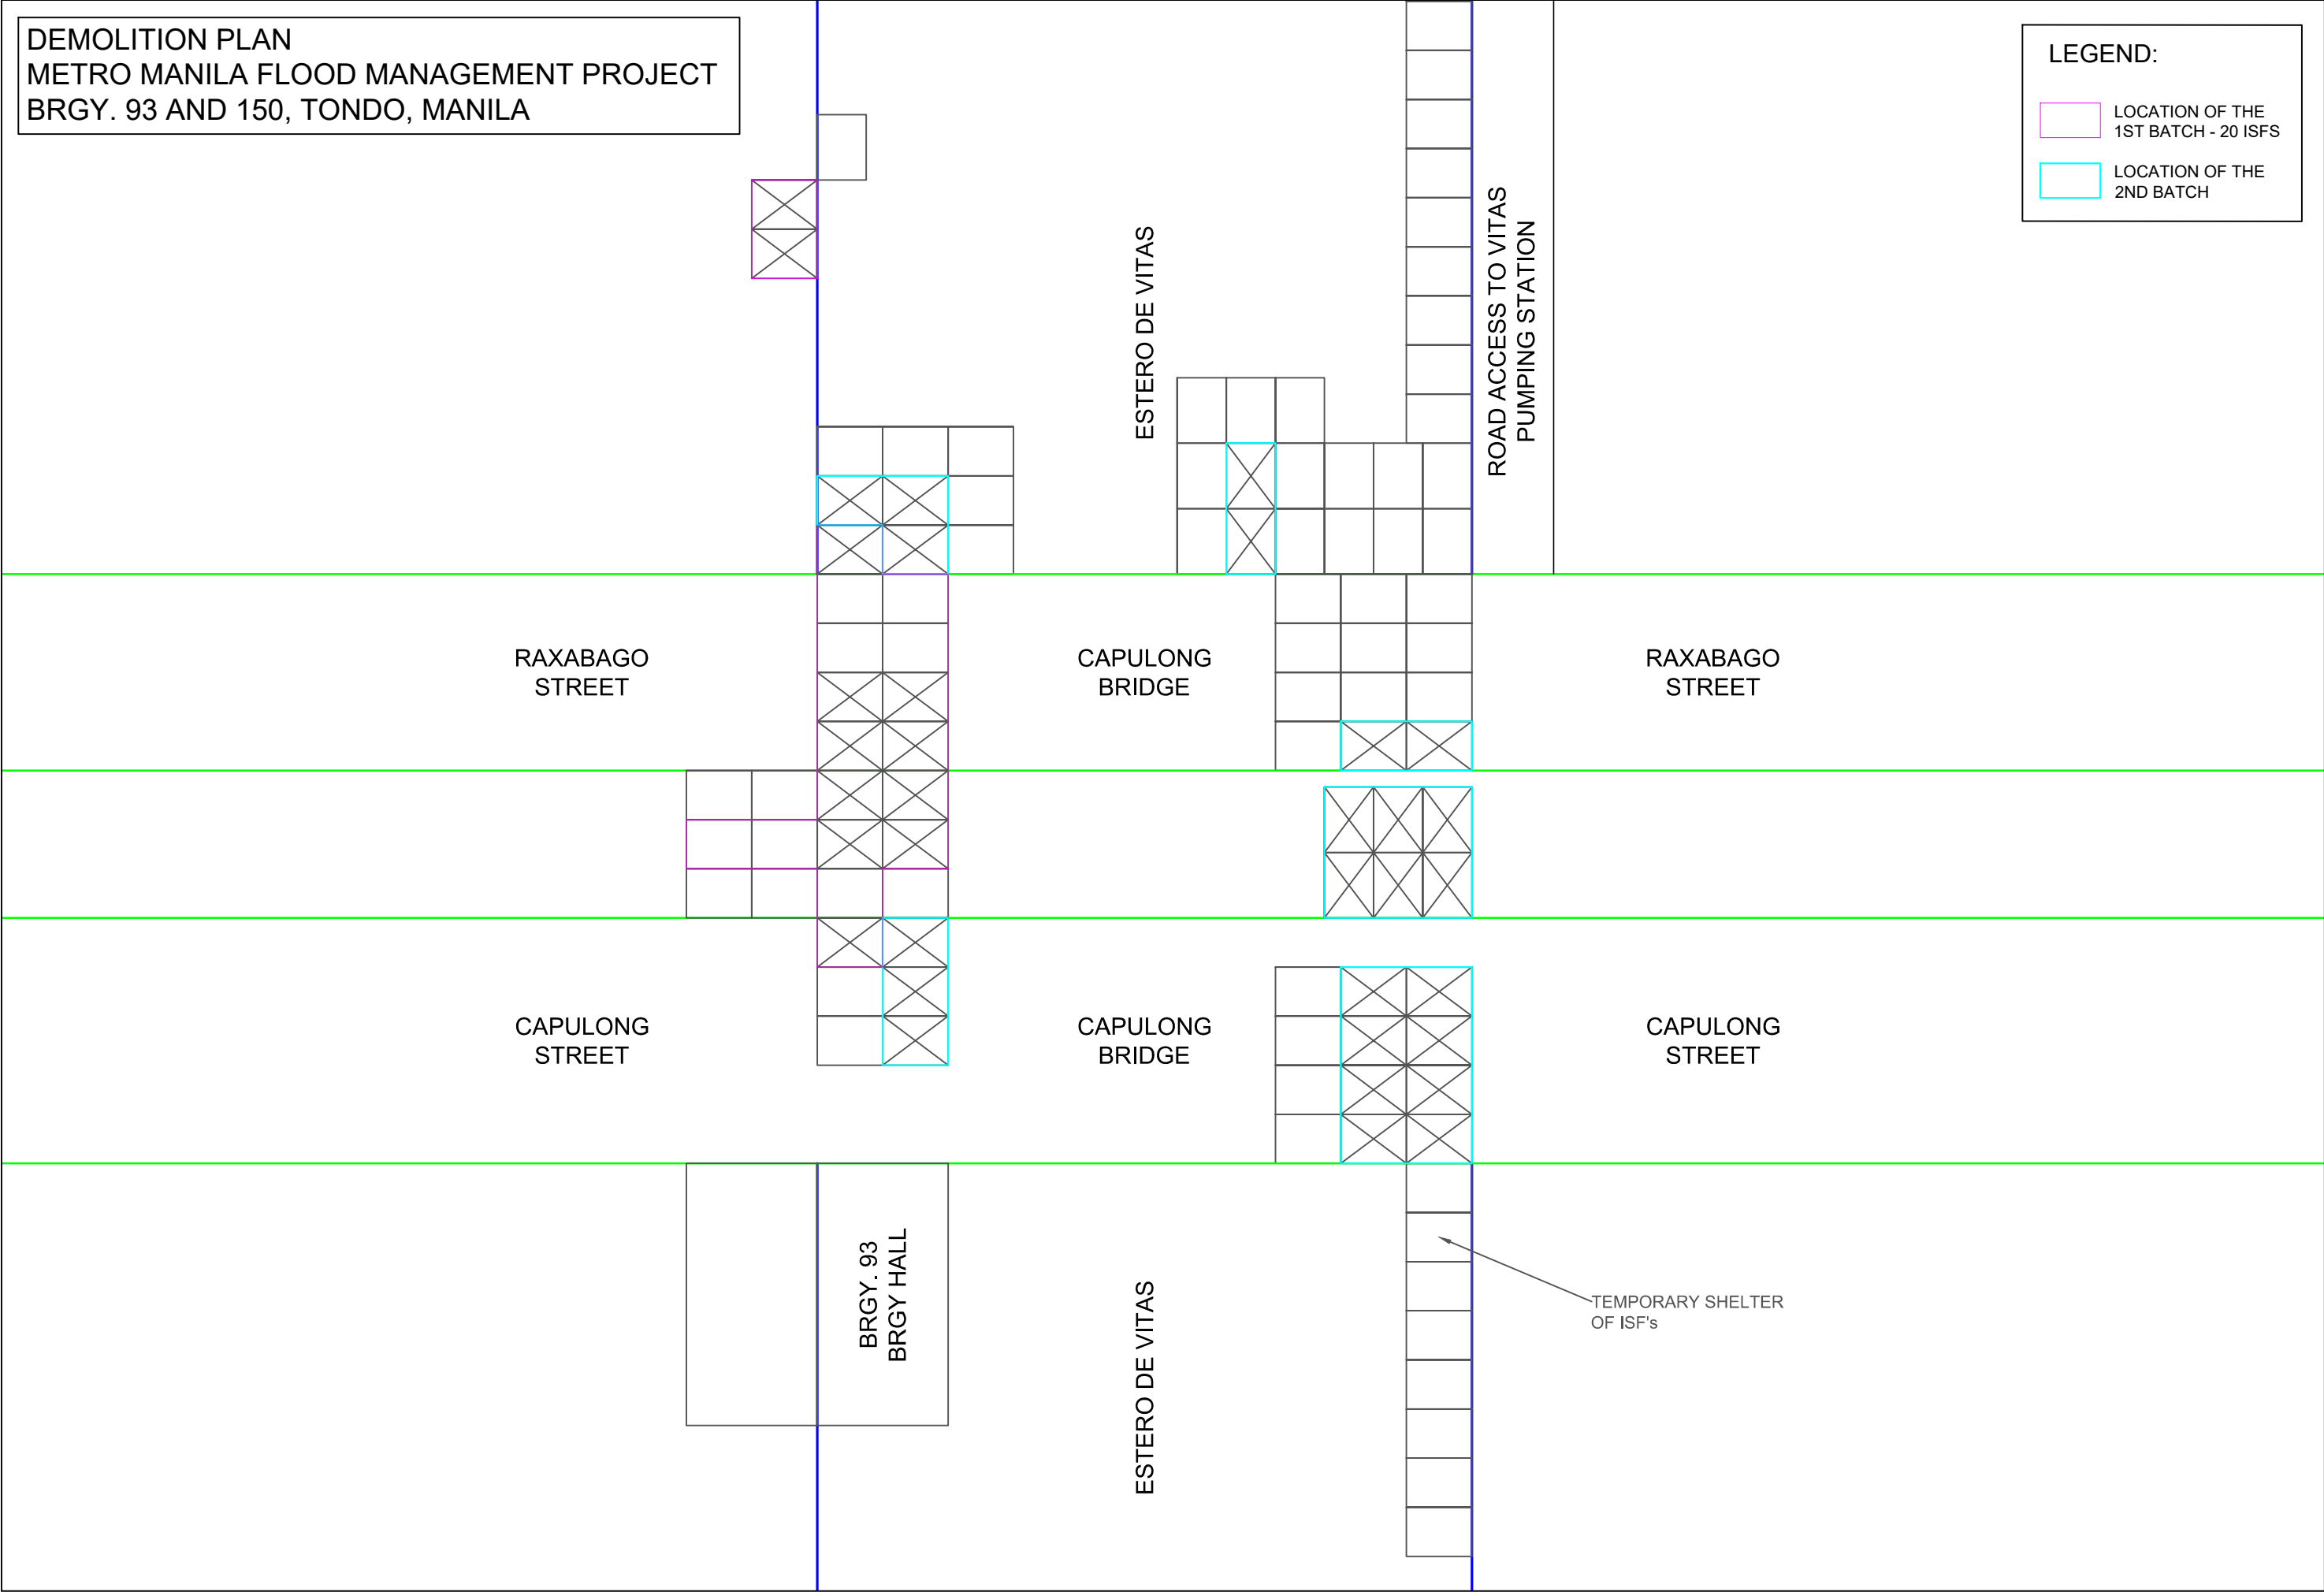 DEMOLITION PLAN
METRO MANILA FLOOD MANAGEMENT PROJECT
BRGY. 93 AND 150, TONDO, MANILA
LEGEND:
LOCATION OF THE
1ST BATCH - 20 ISFS
LOCATION OF THE
2ND BATCH
ESTERO DE VITAS
ROAD ACCESS TO VITAS
PUMPING STATION
RAXABAGO
STREET
CAPULONG
BRIDGE
RAXABAGO
STREET
CAPULONG
STREET
CAPULONG
BRIDGE
CAPULONG
STREET
BRGY. 93
BRGY HALL
ESTERO DE VITAS
TEMPORARY SHELTER
OF ISF's